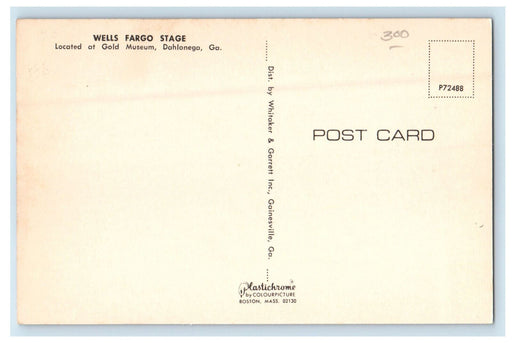 WELLS FARGO STAGE
Located at Gold Museum, Dahlonega, Ga.
300
P72488
Dist. by Whitaker & Garrett Inc., Gainesville, Ga.
POST CARD
Plastichrome
by COLOURPICTURE
BOSTON, MASS. 02130